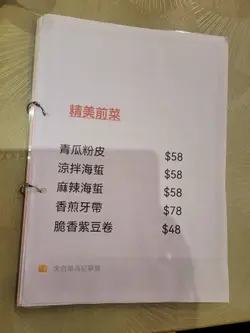 精美前菜
青瓜粉皮 $58
涼拌海蜇 $58
麻辣海蜇 $58
香煎牙帶 $78
脆香紫豆卷 $48